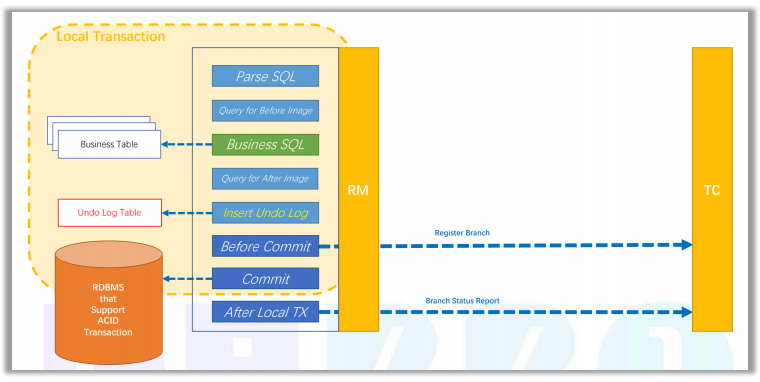 Local Transaction
Parse SQL
Query for Before Image
Business Table
Business SQL
Query for After Image
RM
TC
Undo Log Table
Insert Undo Log
Register Branch
Before Commit
RDBMS
that
Support
ACID
Transaction
Commit
Branch Status Report
After Local TX